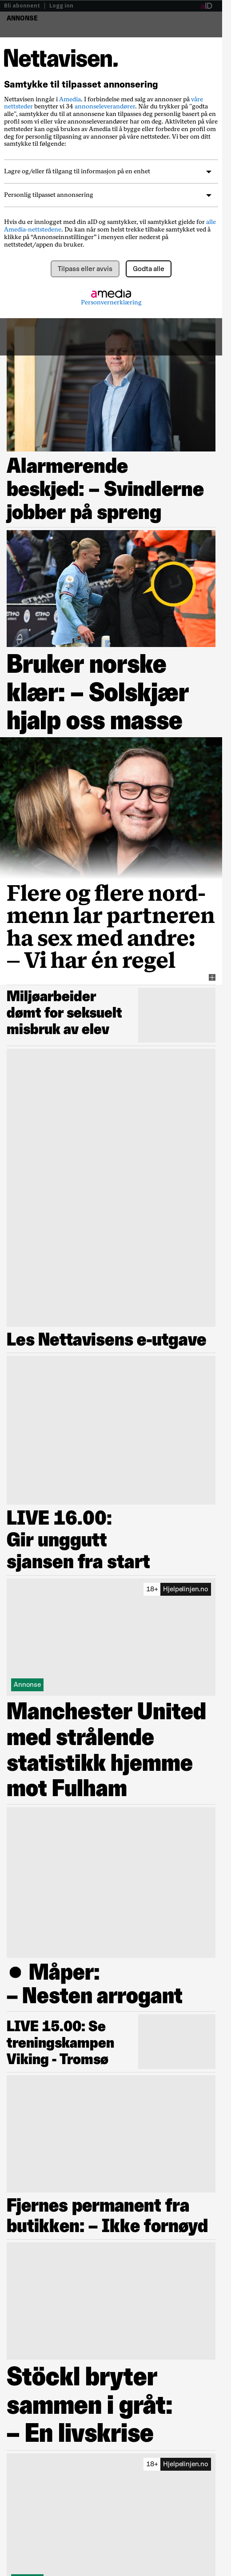 Bli abonnent | Logg inn
aID
ANNONSE
Nettavisen.
Samtykke til tilpasset annonsering
Nettavisen inngår i Amedia. I forbindelse med salg av annonser på våre
nettsteder benytter vi 34 annonseleverandører. Når du trykker på "godta
alle", samtykker du til at annonsene kan tilpasses deg personlig basert på en
profil som vi eller våre annonseleverandører har om deg. Aktiviteten på våre
nettsteder kan også brukes av Amedia til å bygge eller forbedre en profil om
deg for personlig tilpasning av annonser på våre nettsteder. Vi ber om ditt
samtykke til følgende:
Lagre og/eller få tilgang til informasjon på en enhet
Personlig tilpasset annonsering
Hvis du er innlogget med din aID og samtykker, vil samtykket gjelde for alle
Amedia-nettstedene. Du kan når som helst trekke tilbake samtykket ved å
klikke på “Annonseinnstillinger” i menyen eller nederst på
nettstedet/appen du bruker.
Tilpass eller avvis
Godta alle
amedia
Personvernerklæring
Alarmerende
beskjed: – Svindlerne
jobber på spreng
Bruker norske
klær: – Solskjær
hjalp oss masse
Flere og flere nord-
menn lar partneren
ha sex med andre:
– Vi har én regel
Miljøarbeider
dømt for seksuelt
misbruk av elev
Les Nettavisens e-utgave
LIVE 16.00:
Gir unggutt
sjansen fra start
18+ Hjelpelinjen.no
Annonse
Manchester United
med strålende
statistikk hjemme
mot Fulham
● Måper:
– Nesten arrogant
LIVE 15.00: Se
treningskampen
Viking - Tromsø
Fjernes permanent fra
butikken: – Ikke fornøyd
Stöckl bryter
sammen i gråt:
– En livskrise
18+ Hjelpelinjen.no